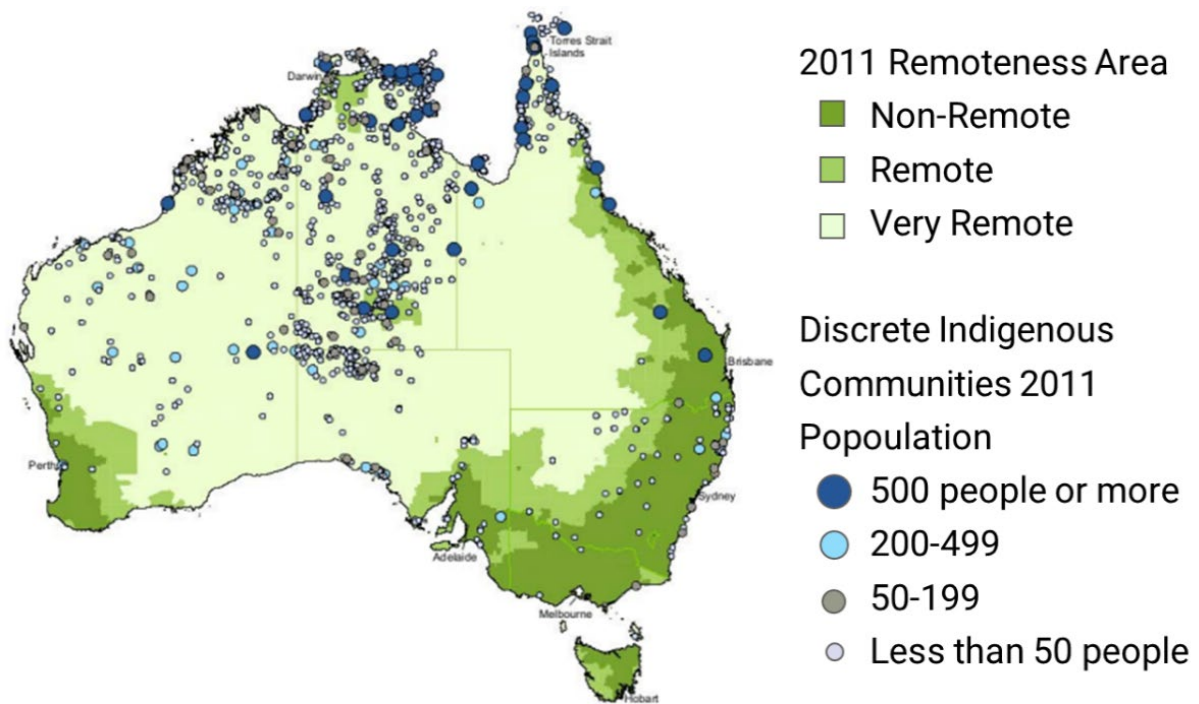 Torres Strait
Islands
Darwin
Brisbane
Perth
Sydney
Adelaide
Melbourne
Hobart
2011 Remoteness Area
Non-Remote
Remote
Very Remote
Discrete Indigenous
Communities 2011
Popoulation
500 people or more
200-499
50-199
Less than 50 people